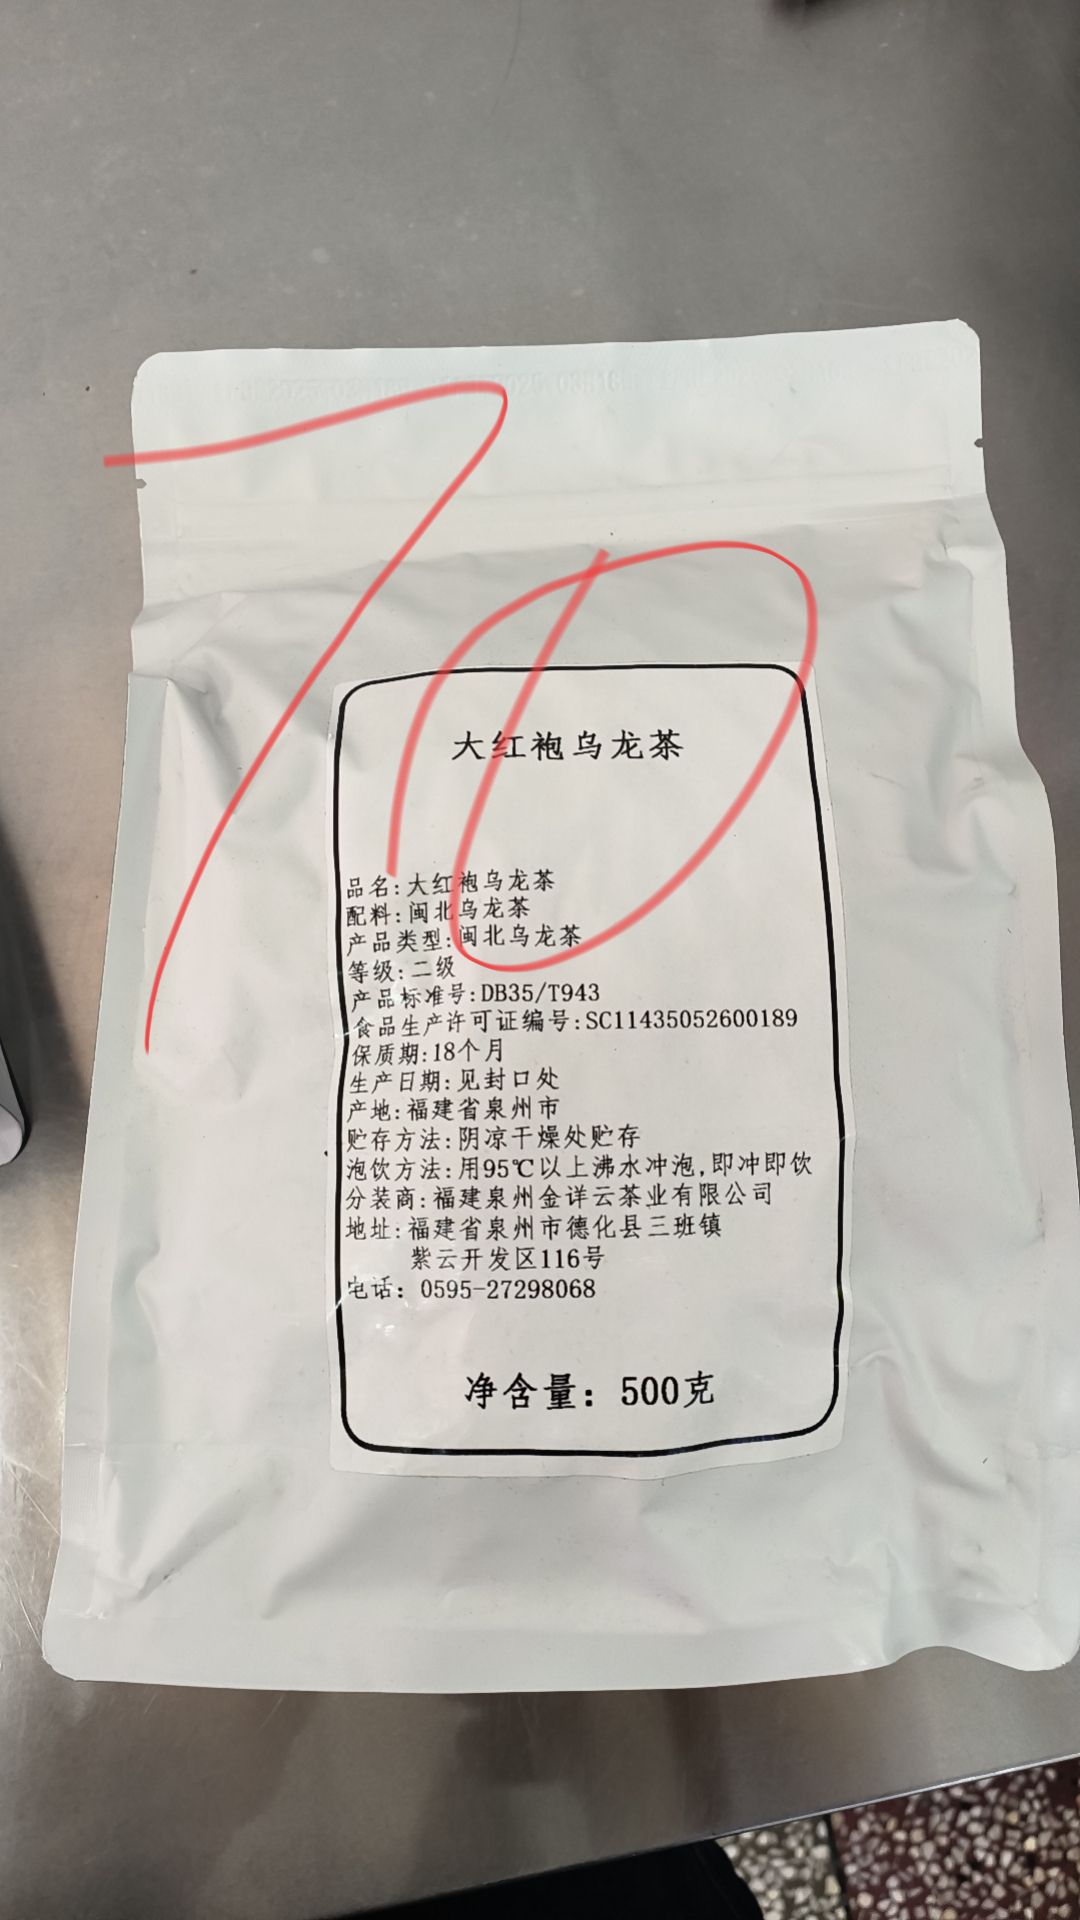 70
大红袍乌龙茶
品名:大红袍乌龙茶
配料:闽北乌龙茶
产品类型:闽北乌龙茶
等级:二级
产品标准号:DB35/T943
食品生产许可证编号:SC11435052600189
保质期:18个月
生产日期:见封口处
产地:福建省泉州市
贮存方法:阴凉干燥处贮存
泡饮方法:用95℃以上沸水冲泡,即冲即饮
分装商:福建泉州金详云茶业有限公司
地址:福建省泉州市德化县三班镇
紫云开发区116号
电话：0595-27298068
净含量：500克